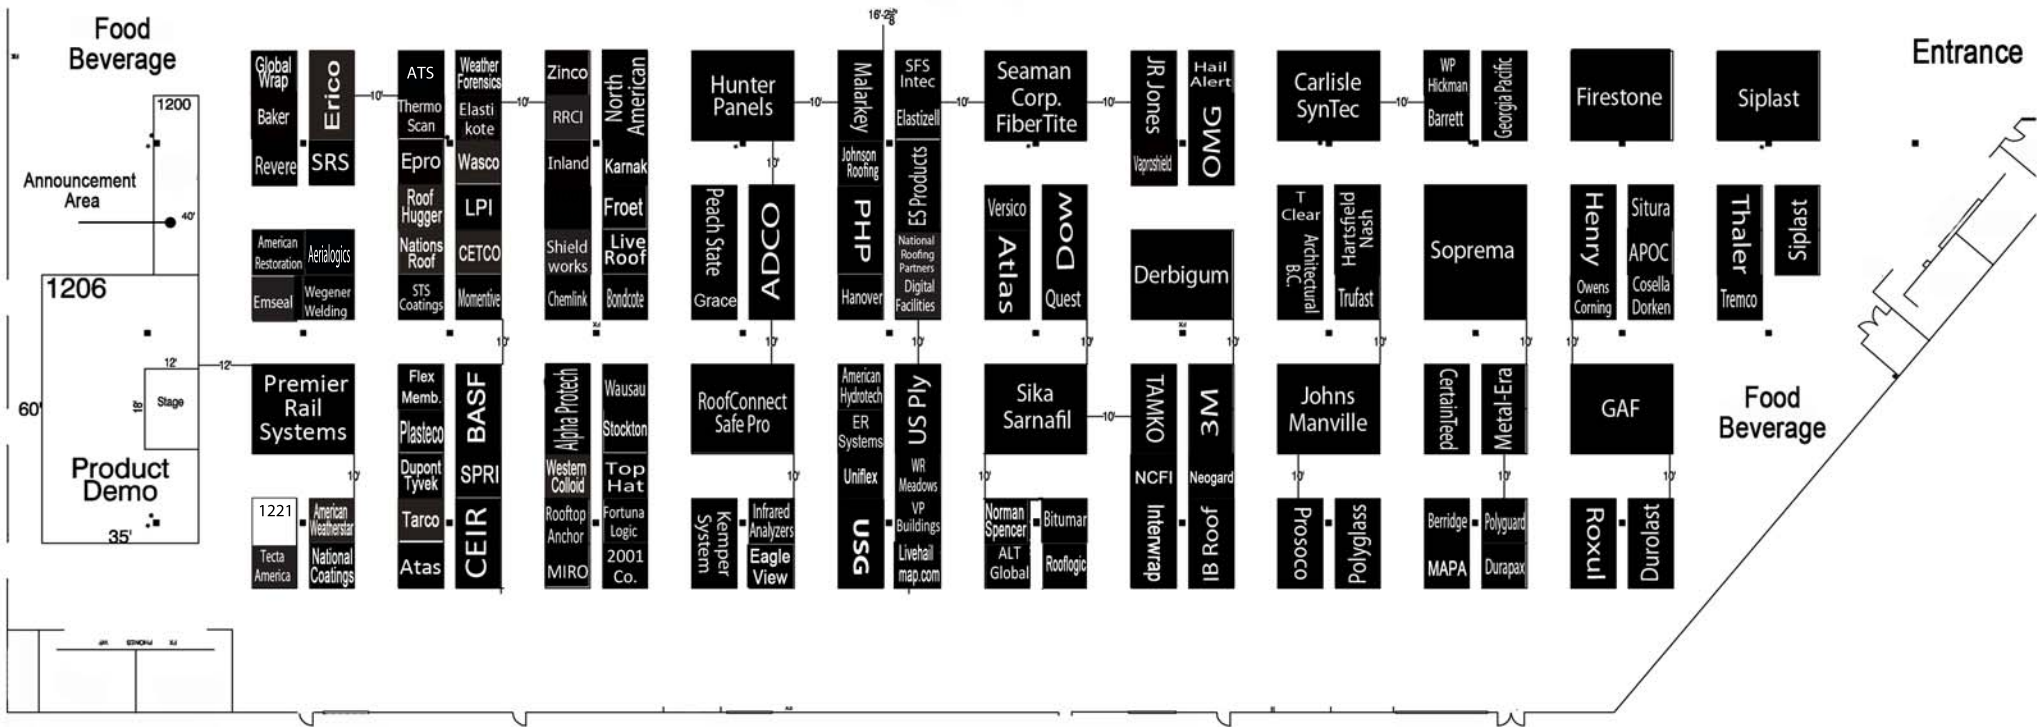 16'-2⅝
Food
Beverage
Entrance
1200
Announcement
Area
40'
1206
12'
12'
18'
Stage
60'
Product
Demo
35'
Global
Wrap
Baker
Revere
Erico
SRS
10'
American
Restoration
Aerialogics
Emseal
Wegener
Welding
Premier
Rail
Systems
10'
1221
American
Weatherstar
Tecta
America
National
Coatings
ATS
Thermo
Scan
Epro
Roof
Hugger
Nations
Roof
STS
Coatings
Weather
Forensics
Elasti
kote
Wasco
LPI
CETCO
Momentive
10'
10'
Flex
Memb.
Plasteco
Dupont
Tyvek
Tarco
Atas
BASF
SPRI
CEIR
Zinco
RRCI
Inland
Shield
works
Chemlink
North
American
Karnak
Froet
Live
Roof
Bondcote
Alpha Protech
Western
Colloid
Rooftop
Anchor
MIRO
Wausau
Stockton
Top
Hat
Fortuna
Logic
2001
Co.
Hunter
Panels
10'
10'
Peach State
Grace
ADCO
10'
RoofConnect
Safe Pro
10'
Kemper
System
Infrared
Analyzers
Eagle
View
Malarkey
Johnson
Roofing
PHP
Hanover
SFS
Intec
Elastizell
ES Products
National
Roofing
Partners
Digital
Facilities
10'
10'
American
Hydrotech
ER
Systems
Uniflex
USG
US Ply
WR
Meadows
VP
Buildings
Livehail
map.com
Seaman
Corp.
FiberTite
10'
Versico
Atlas
Dow
Quest
10'
Sika
Sarnafil
10'
10'
Norman
Spencer
ALT
Global
Bitumar
Rooflogic
JR Jones
Vaproshield
Hail
Alert
OMG
Derbigum
10'
TAMKO
NCFI
Interwrap
3M
Neogard
IB Roof
Carlisle
SynTec
10'
T
Clear
Architectural
B.C.
Hartsfield
Nash
Trufast
10'
Johns
Manville
10'
Prosoco
Polyglass
WP
Hickman
Barrett
Georgia Pacific
Soprema
10'
CertainTeed
Metal-Era
10'
Berridge
MAPA
Polyguard
Durapax
Firestone
Henry
Owens
Corning
Situra
APOC
Cosella
Dorken
10'
GAF
10'
Roxul
Durolast
Siplast
Thaler
Tremco
Siplast
Food
Beverage
PHONES